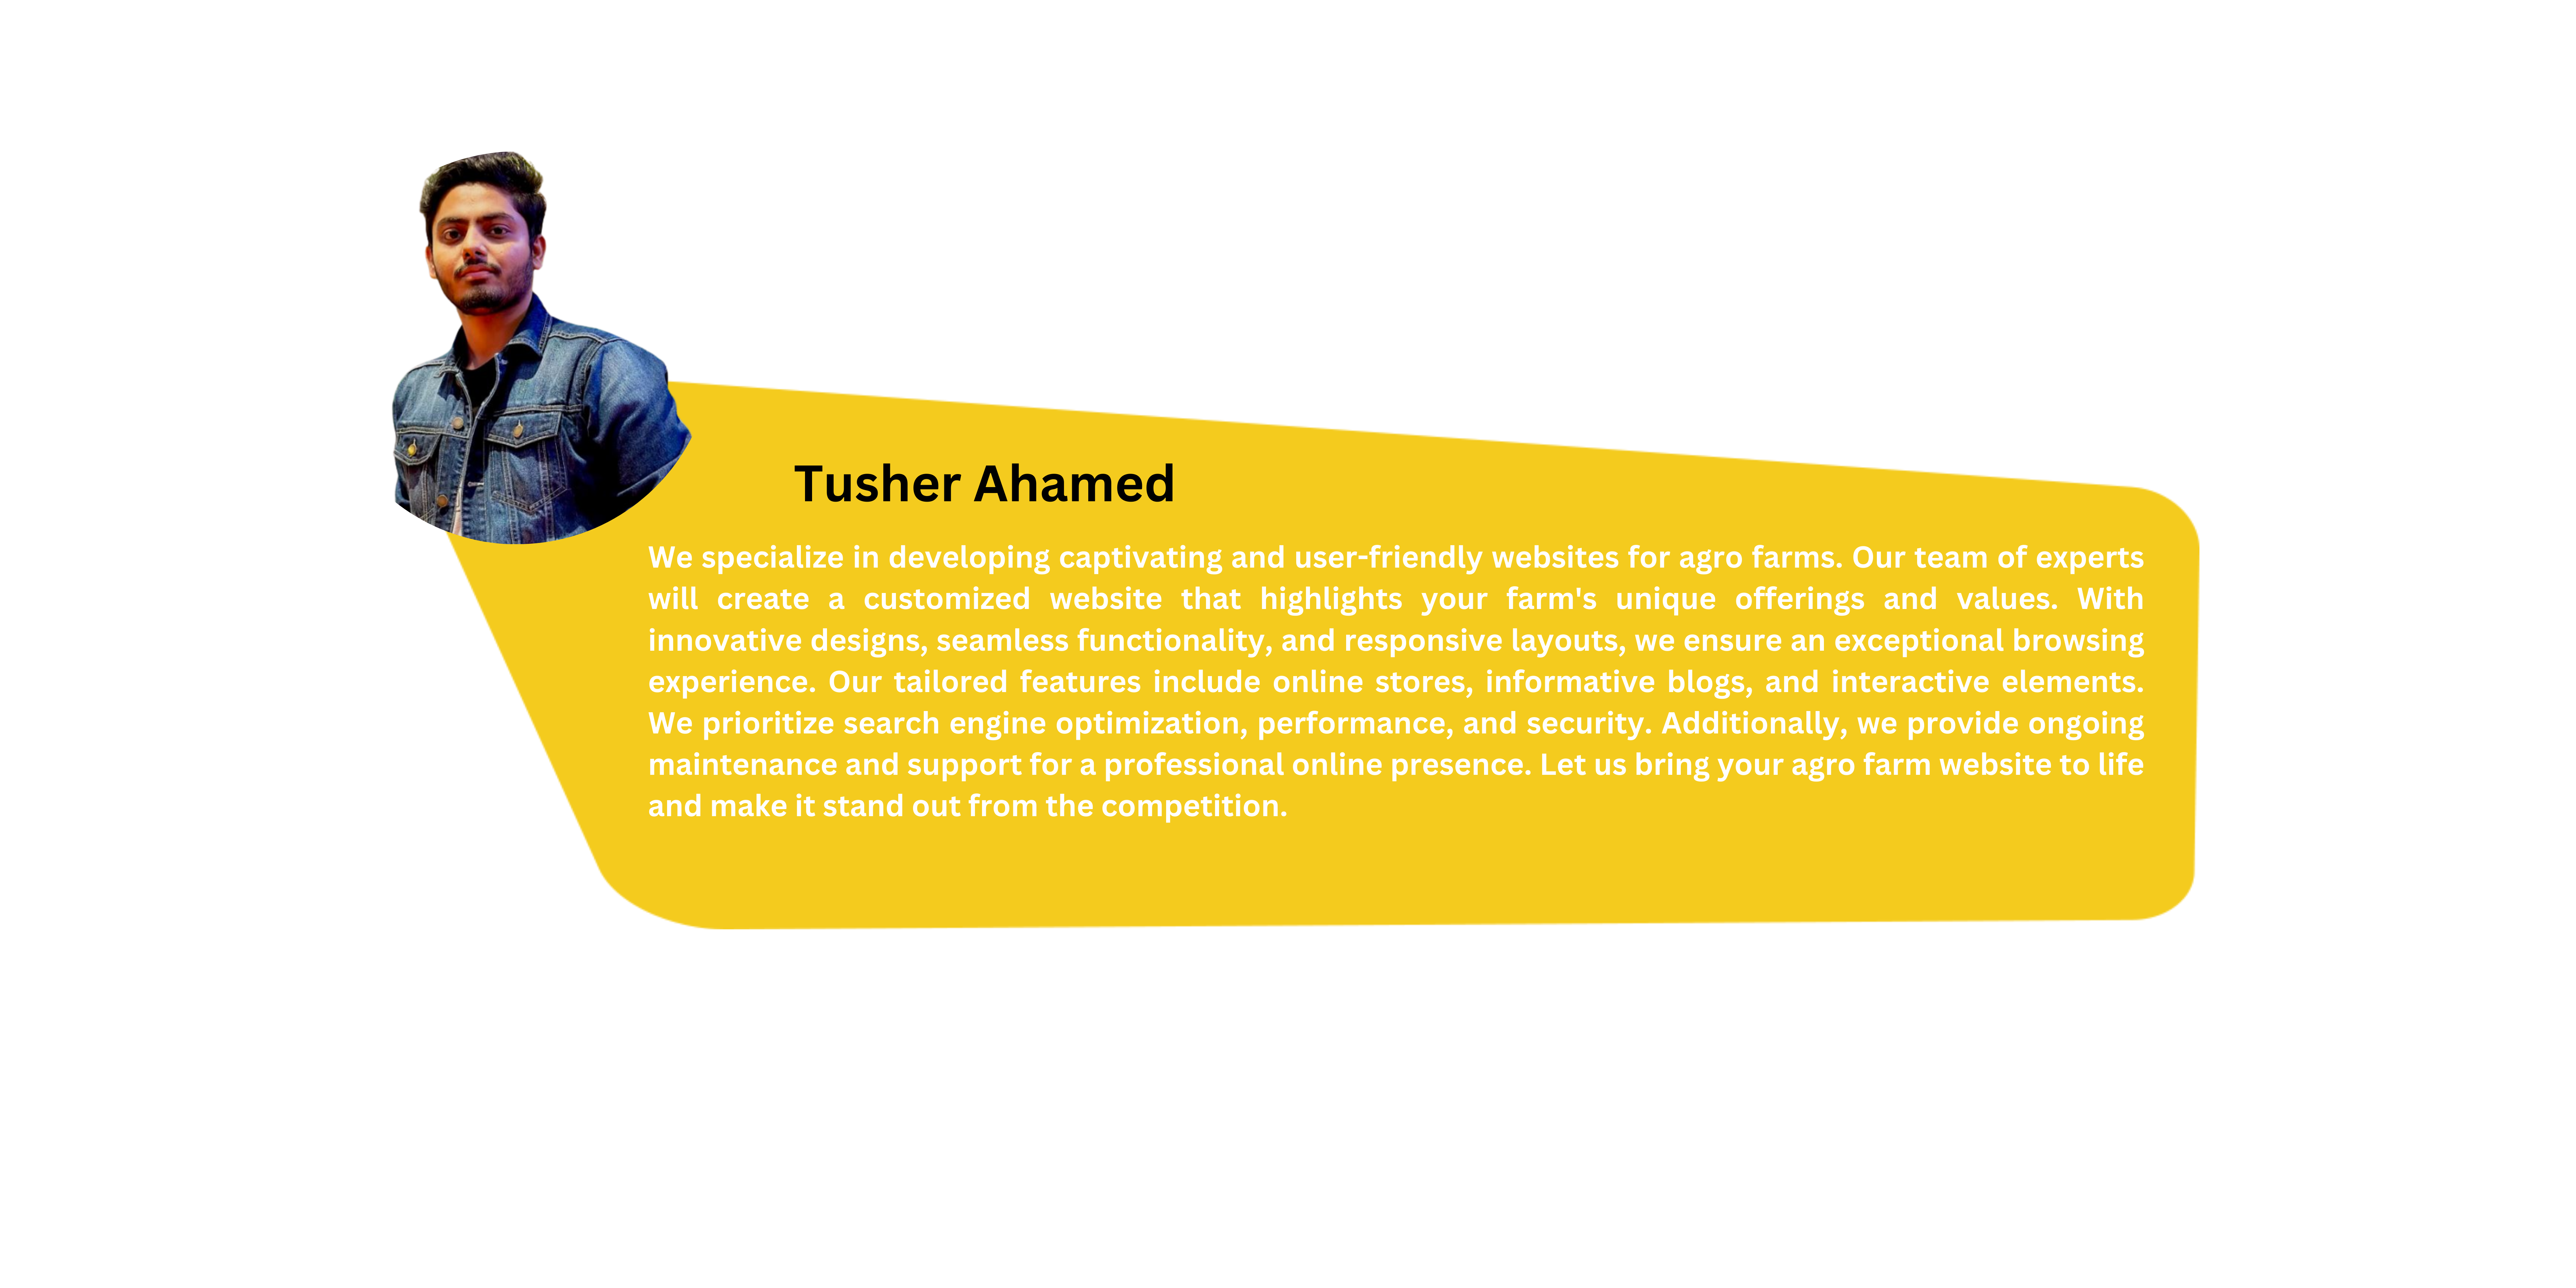 Tusher Ahamed
We specialize in developing captivating and user-friendly websites for agro farms. Our team of experts
will create a customized website that highlights your farm's unique offerings and values. With
innovative designs, seamless functionality, and responsive layouts, we ensure an exceptional browsing
experience. Our tailored features include online stores, informative blogs, and interactive elements.
We prioritize search engine optimization, performance, and security. Additionally, we provide ongoing
maintenance and support for a professional online presence. Let us bring your agro farm website to life
and make it stand out from the competition.